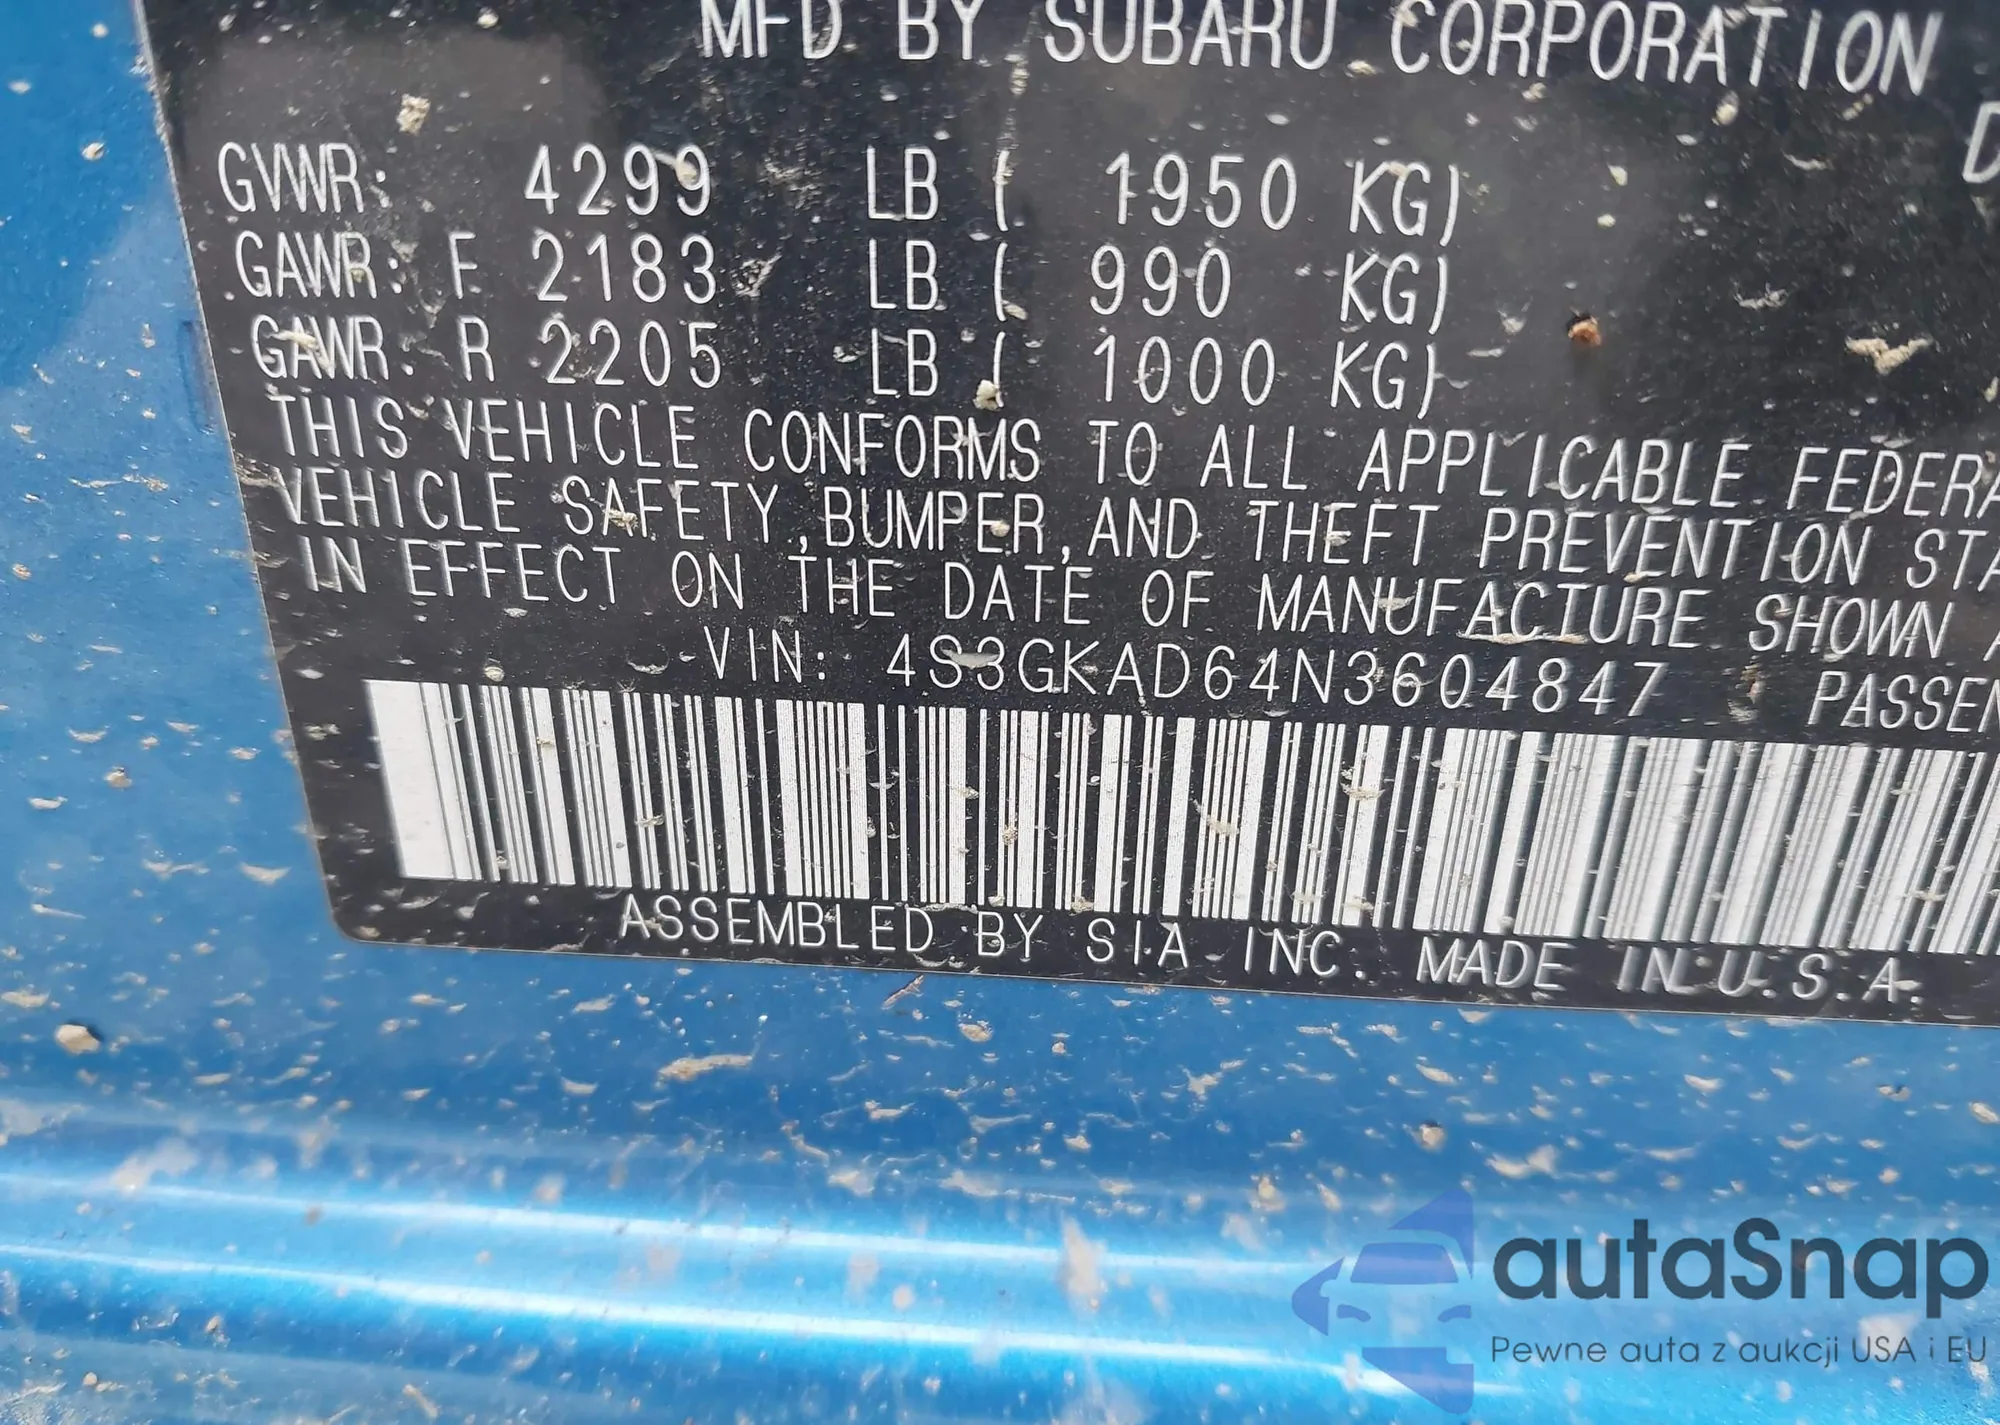 MFD BY SUBARU CORPORATION
GVWR: 4299 LB ( 1950 KG)
GAWR: F 2183 LB ( 990 KG)
GAWR: R 2205 LB ( 1000 KG)
THIS VEHICLE CONFORMS TO ALL APPLICABLE FEDERA
VEHICLE SAFETY, BUMPER, AND THEFT PREVENTION STA
IN EFFECT ON THE DATE OF MANUFACTURE SHOWN A
VIN: 4S3GKAD64N3604847 PASSEN
ASSEMBLED BY SIA INC. MADE IN U.S.A.
autaSnap
Pewne auta z aukcji USA i EU